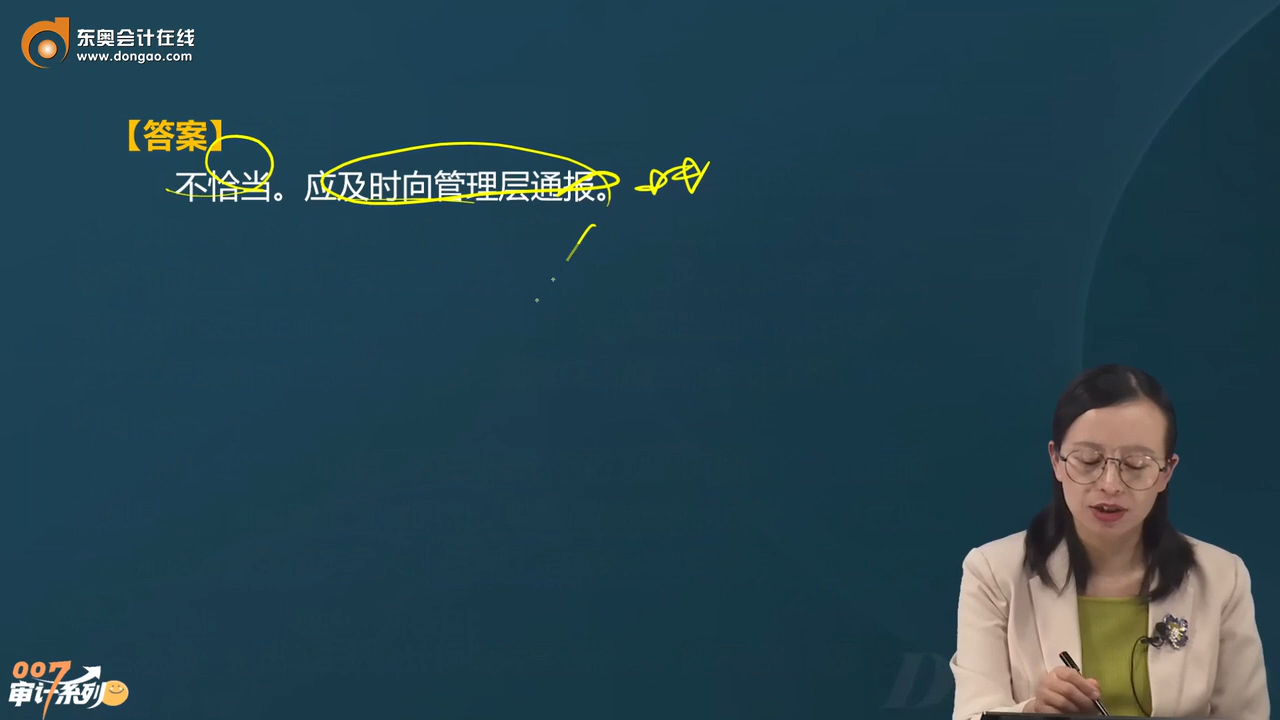 东奥会计在线
www.dongao.com
【答案】
不恰当。应及时向管理层通报。
007
审计系列
D